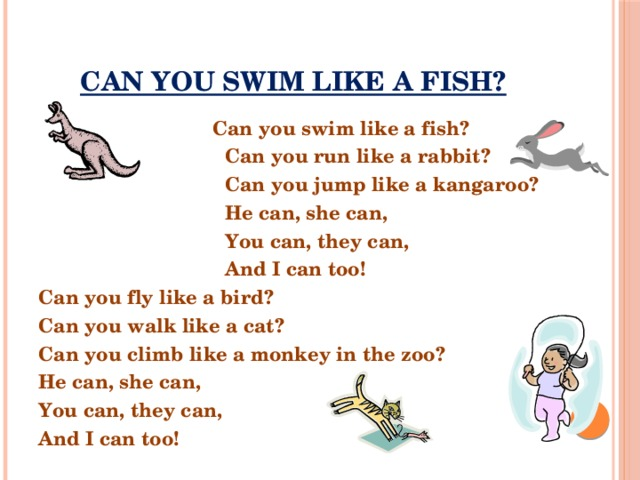 CAN YOU SWIM LIKE A FISH?
Can you swim like a fish?
Can you run like a rabbit?
Can you jump like a kangaroo?
He can, she can,
You can, they can,
And I can too!
Can you fly like a bird?
Can you walk like a cat?
Can you climb like a monkey in the zoo?
He can, she can,
You can, they can,
And I can too!